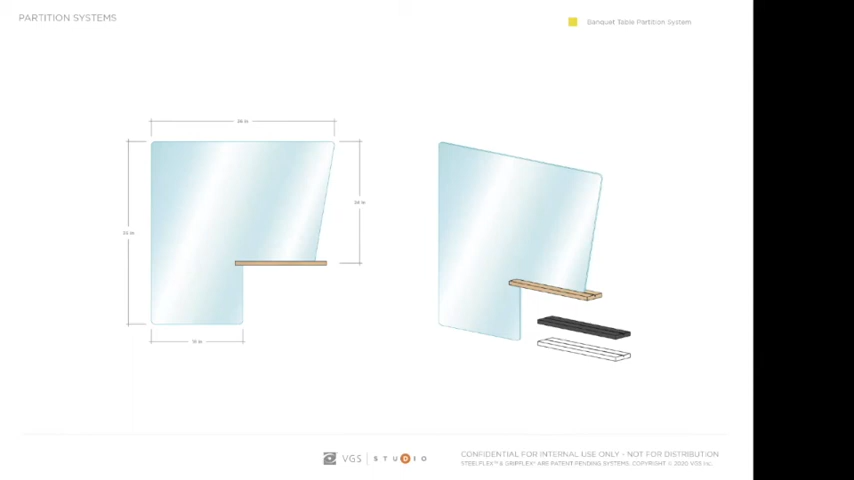 PARTITION SYSTEMS
Banquet Table Partition System
VGS | STUDIO
CONFIDENTIAL FOR INTERNAL USE ONLY - NOT FOR DISTRIBUTION
STEELFLEX™ & GRIPFLEX® ARE PATENT PENDING SYSTEMS. COPYRIGHT © 2020 VGS Inc.